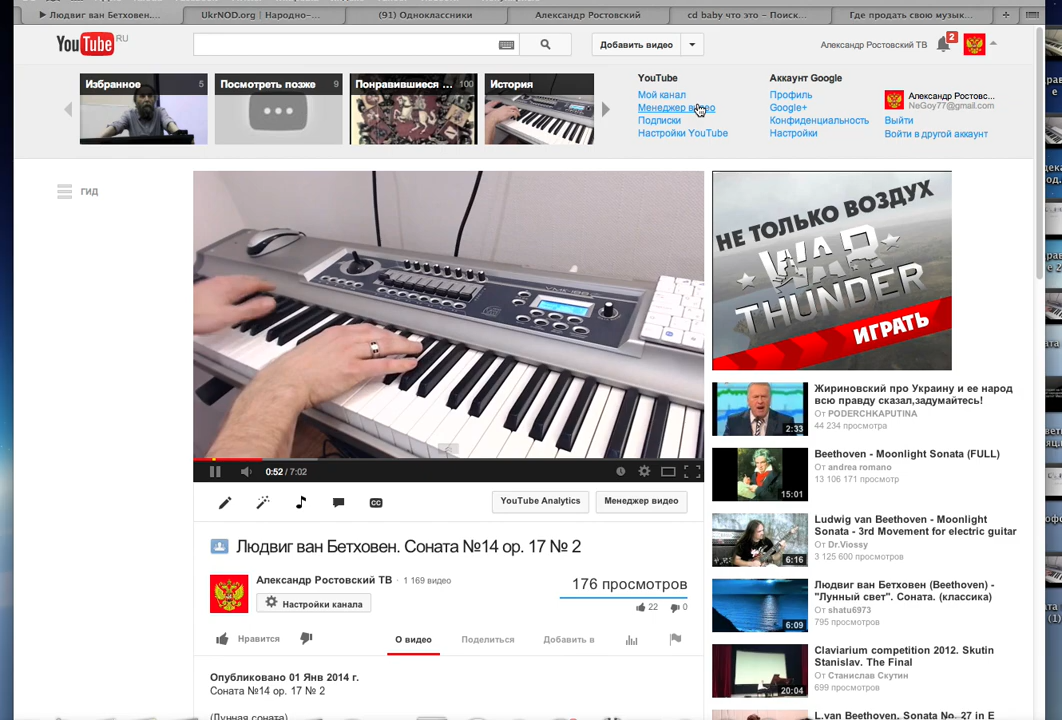 Людвиг ван Бетховен....
UkrNOD.org | Народно-...
(91) Одноклассники
Александр Ростовский
cd baby что это – Поиск...
Где продать свою музык...
YouTube RU
Добавить видео
Александр Ростовский ТВ
2
Избранное 5
Посмотреть позже 9
Понравившиеся ... 100
История
YouTube
Мой канал
Менеджер видео
Подписки
Настройки YouTube
Аккаунт Google
Профиль
Google+
Конфиденциальность
Настройки
Александр Ростовс...
NoGoy77@gmail.com
Выйти
Войти в другой аккаунт
ГИД
0:52 / 7:02
НЕ ТОЛЬКО ВОЗДУХ
WAR
THUNDER
ИГРАТЬ
YouTube Analytics
Менеджер видео
Людвиг ван Бетховен. Соната №14 ор. 17 № 2
Александр Ростовский ТВ · 1 169 видео
Настройки канала
176 просмотров
22 0
Нравится
О видео
Поделиться
Добавить в
Опубликовано 01 Янв 2014 г.
Соната №14 ор. 17 № 2
(Лунная соната)
Жириновский про Украину и ее народ
всю правду сказал,задумайтесь!
От PODERCHKAPUTINA
44 234 просмотра
2:33
Beethoven - Moonlight Sonata (FULL)
От andrea romano
13 106 171 просмотр
15:01
Ludwig van Beethoven - Moonlight
Sonata - 3rd Movement for electric guitar
От Dr.Viossy
3 125 600 просмотров
6:16
Людвиг ван Бетховен (Beethoven) -
"Лунный свет". Соната. (классика)
От shatu6973
795 просмотров
6:09
Claviarium competition 2012. Skutin
Stanislav. The Final
От Станислав Скутин
699 просмотров
20:04
L.van Beethoven. Sonata No. 27 in E